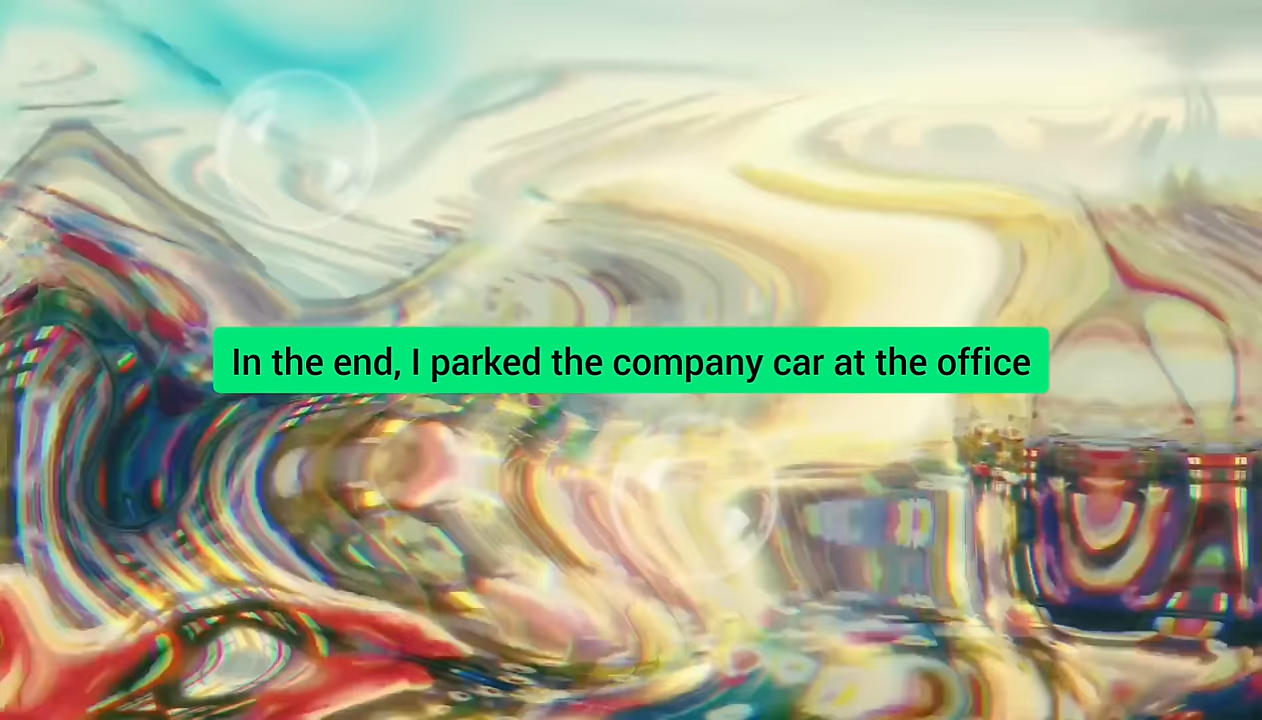 In the end, I parked the company car at the office